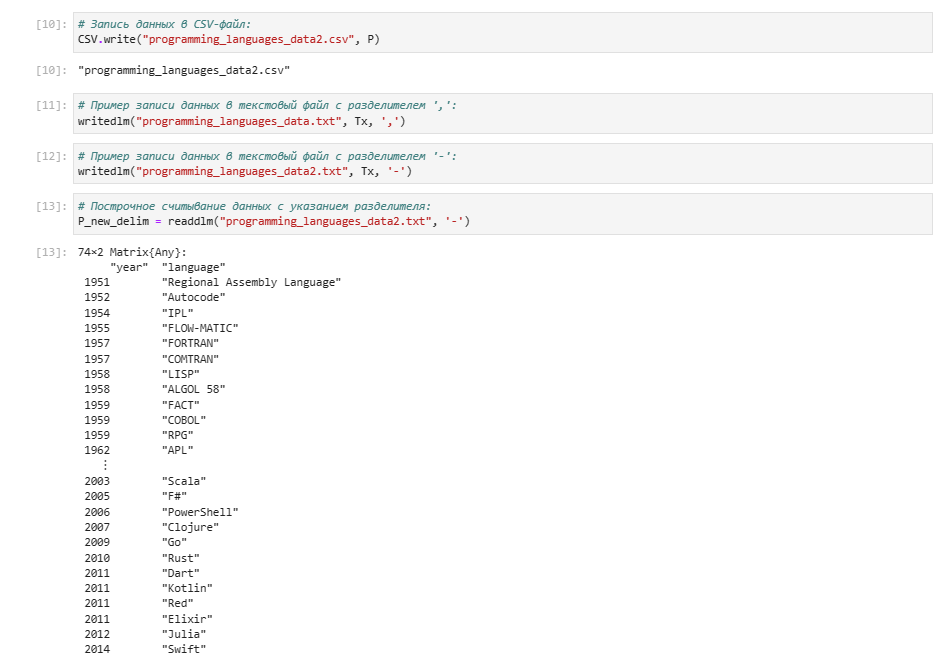 [10]: # Запись данных в CSV-файл:
CSV.write("programming_languages_data2.csv", P)
[10]: "programming_languages_data2.csv"
[11]: # Пример записи данных в текстовый файл с разделителем ',':
writedlm("programming_languages_data.txt", Tx, ',')
[12]: # Пример записи данных в текстовый файл с разделителем '-':
writedlm("programming_languages_data2.txt", Tx, '-')
[13]: # Построчное считывание данных с указанием разделителя:
P_new_delim = readdlm("programming_languages_data2.txt", '-')
[13]: 74×2 Matrix{Any}:
"year" "language"
1951 "Regional Assembly Language"
1952 "Autocode"
1954 "IPL"
1955 "FLOW-MATIC"
1957 "FORTRAN"
1957 "COMTRAN"
1958 "LISP"
1958 "ALGOL 58"
1959 "FACT"
1959 "COBOL"
1959 "RPG"
1962 "APL"
⋮
2003 "Scala"
2005 "F#"
2006 "PowerShell"
2007 "Clojure"
2009 "Go"
2010 "Rust"
2011 "Dart"
2011 "Kotlin"
2011 "Red"
2011 "Elixir"
2012 "Julia"
2014 "Swift"